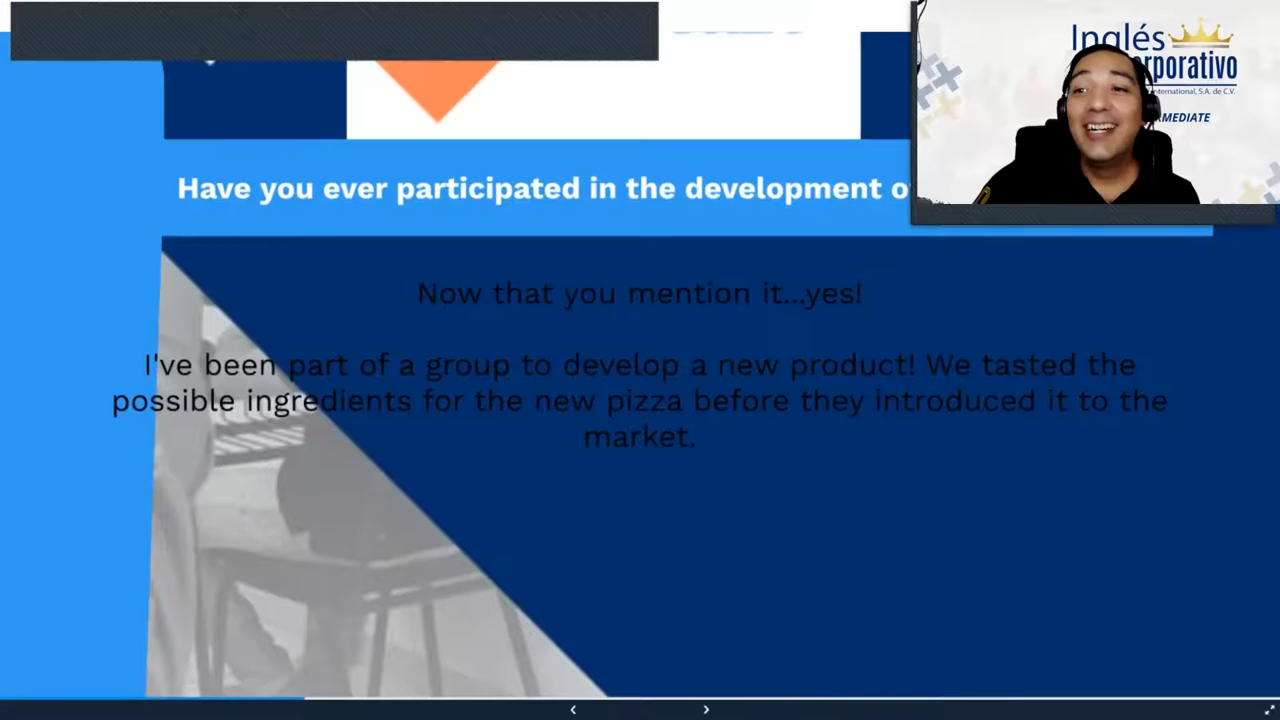 Inglés
rporativo
International, S.A. de C.V.
RMEDIATE
Have you ever participated in the development
Now that you mention it...yes!
I've been part of a group to develop a new product! We tasted the
possible ingredients for the new pizza before they introduced it to the
market.